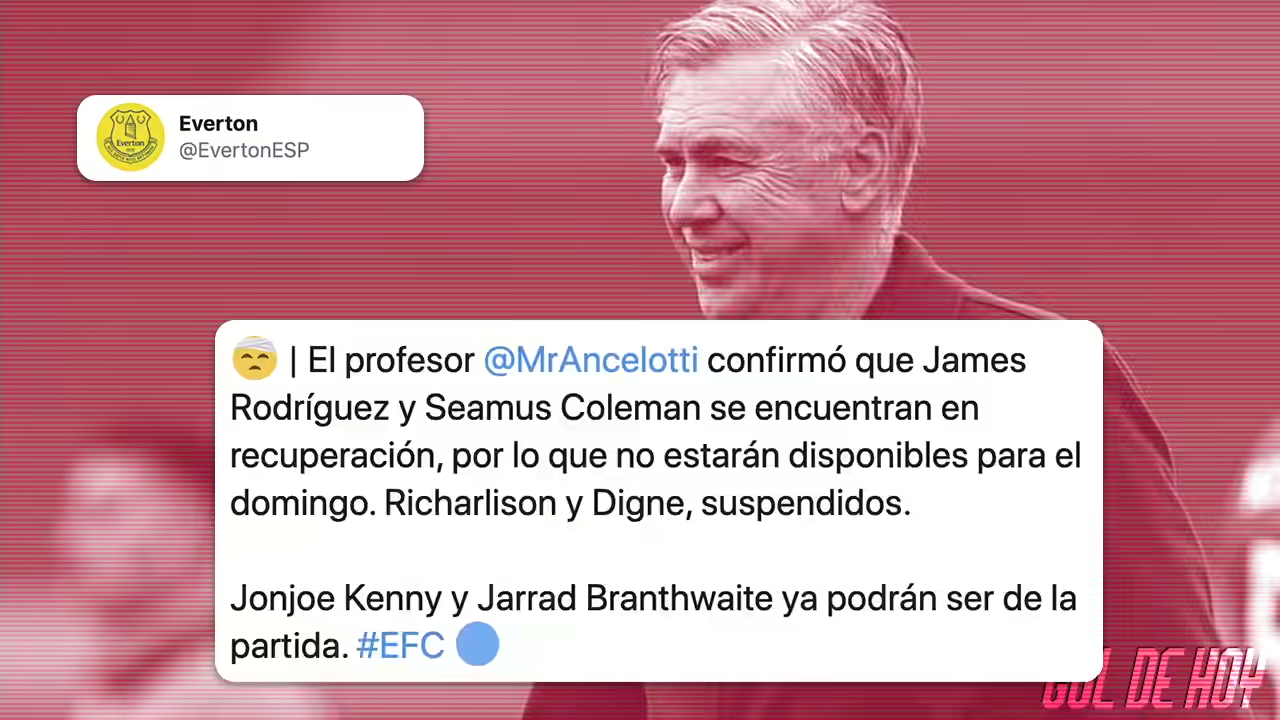 Everton
@EvertonESP
Everton
| El profesor @MrAncelotti confirmó que James
Rodríguez y Seamus Coleman se encuentran en
recuperación, por lo que no estarán disponibles para el
domingo. Richarlison y Digne, suspendidos.
Jonjoe Kenny y Jarrad Branthwaite ya podrán ser de la
partida. #EFC
GOL DE HOY